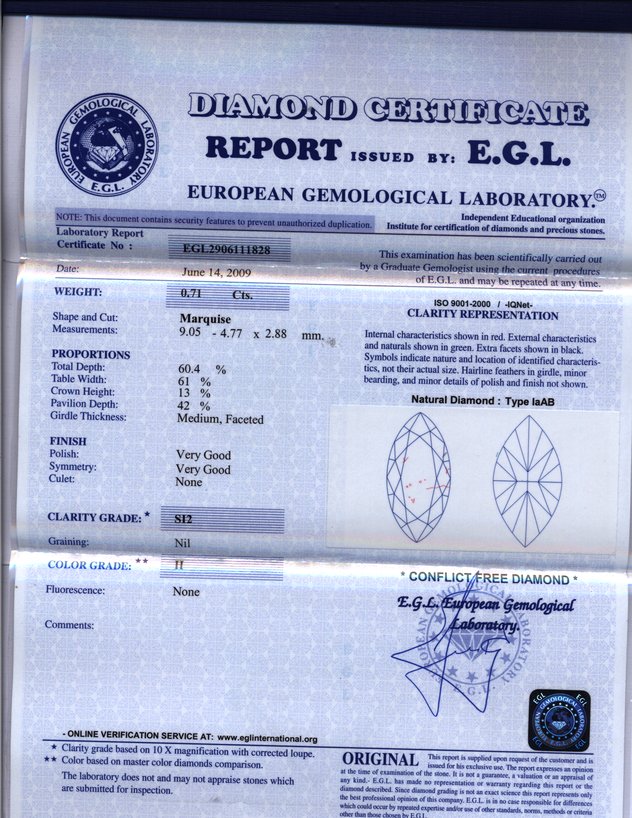 DIAMOND CERTIFICATE
REPORT ISSUED BY: E.G.L.
EUROPEAN GEMOLOGICAL LABORATORY.™
EUROPEAN GEMOLOGICAL LABORATORY
E.G.L.
NOTE: This document contains security features to prevent unauthorized duplication.
Independent Educational organization
Institute for certification of diamonds and precious stones.
Laboratory Report
Certificate No : EGL2906111828
Date: June 14, 2009
WEIGHT: 0.71 Cts.
Shape and Cut: Marquise
Measurements: 9.05 - 4.77 x 2.88 mm.
PROPORTIONS
Total Depth: 60.4 %
Table Width: 61 %
Crown Height: 13 %
Pavilion Depth: 42 %
Girdle Thickness: Medium, Faceted
FINISH
Polish: Very Good
Symmetry: Very Good
Culet: None
CLARITY GRADE: * SI2
Graining: Nil
COLOR GRADE: ** H
Fluorescence: None
Comments:
This examination has been scientifically carried out
by a Graduate Gemologist using the current procedures
of E.G.L. and may be repeated at any time.
ISO 9001-2000 / -IQNet-
CLARITY REPRESENTATION
Internal characteristics shown in red. External characteristics
and naturals shown in green. Extra facets shown in black.
Symbols indicate nature and location of identified characteris-
tics, not their actual size. Hairline feathers in girdle, minor
bearding, and minor details of polish and finish not shown.
Natural Diamond : Type IaAB
* CONFLICT FREE DIAMOND *
E.G.L. European Gemological
Laboratory.
EUROPEAN GEMOLOGICAL LABORATORY
E.G.L.
EGL
EGL
EUROPEAN GEMOLOGICAL LABORATORY
EGL
EGL
- ONLINE VERIFICATION SERVICE AT: www.eglinternational.org
* Clarity grade based on 10 X magnification with corrected loupe.
** Color based on master color diamonds comparison.
The laboratory does not and may not appraise stones which
are submitted for inspection.
ORIGINAL This report is supplied upon request of the customer and is
issued for his exclusive use. The report expresses an opinion
at the time of examination of the stone. It is not a guarantee, a valuation or an appraisal of
any kind.- E.G.L. has made no representation or warranty regarding this report or the
diamond described. Since diamond grading is not an exact science this report represents only
the best professional opinion of this company. E.G.L. is in no case responsible for differences
which could occur by repeated expertise and/or use of other standards, norms, methods or criteria
other than those chosen by E.G.L.